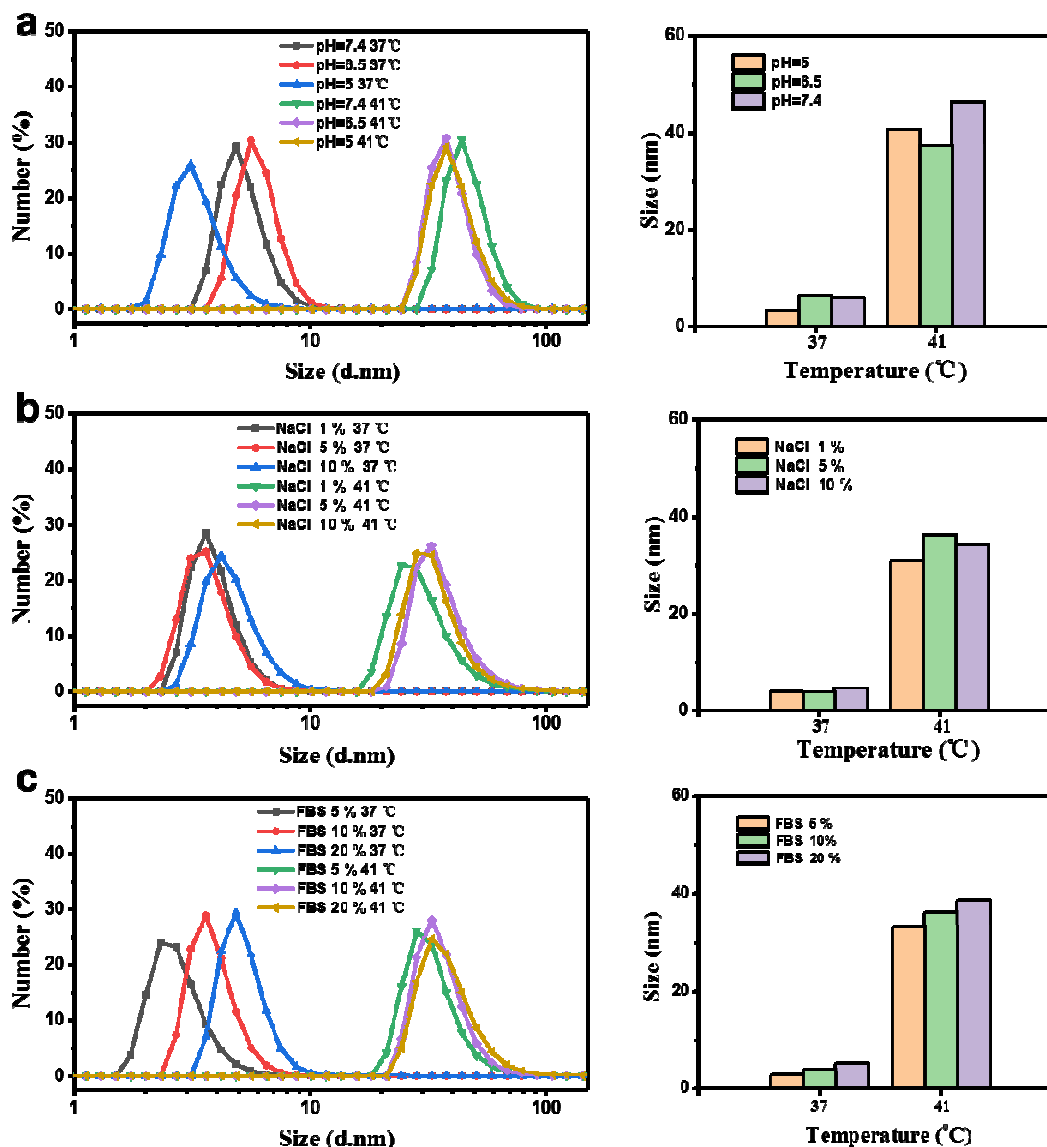 a
50
40
30
20
10
0
Number (%)
pH=7.4 37℃
pH=6.5 37℃
pH=5 37℃
pH=7.4 41℃
pH=6.5 41℃
pH=5 41℃
1
10
100
Size (d.nm)
60
40
20
0
Size (nm)
pH=5
pH=6.5
pH=7.4
37
41
Temperature (℃)
b
50
40
30
20
10
0
Number (%)
NaCl 1 % 37 ℃
NaCl 5 % 37 ℃
NaCl 10 % 37 ℃
NaCl 1 % 41 ℃
NaCl 5 % 41 ℃
NaCl 10 % 41 ℃
1
10
100
Size (d.nm)
60
40
20
0
Size (nm)
NaCl 1 %
NaCl 5 %
NaCl 10 %
37
41
Temperature (℃)
c
50
40
30
20
10
0
Number (%)
FBS 5 % 37 ℃
FBS 10 % 37 ℃
FBS 20 % 37 ℃
FBS 5 % 41 ℃
FBS 10 % 41 ℃
FBS 20 % 41 ℃
1
10
100
Size (d.nm)
60
40
20
0
Size (nm)
FBS 5 %
FBS 10%
FBS 20 %
37
41
Temperature (℃)